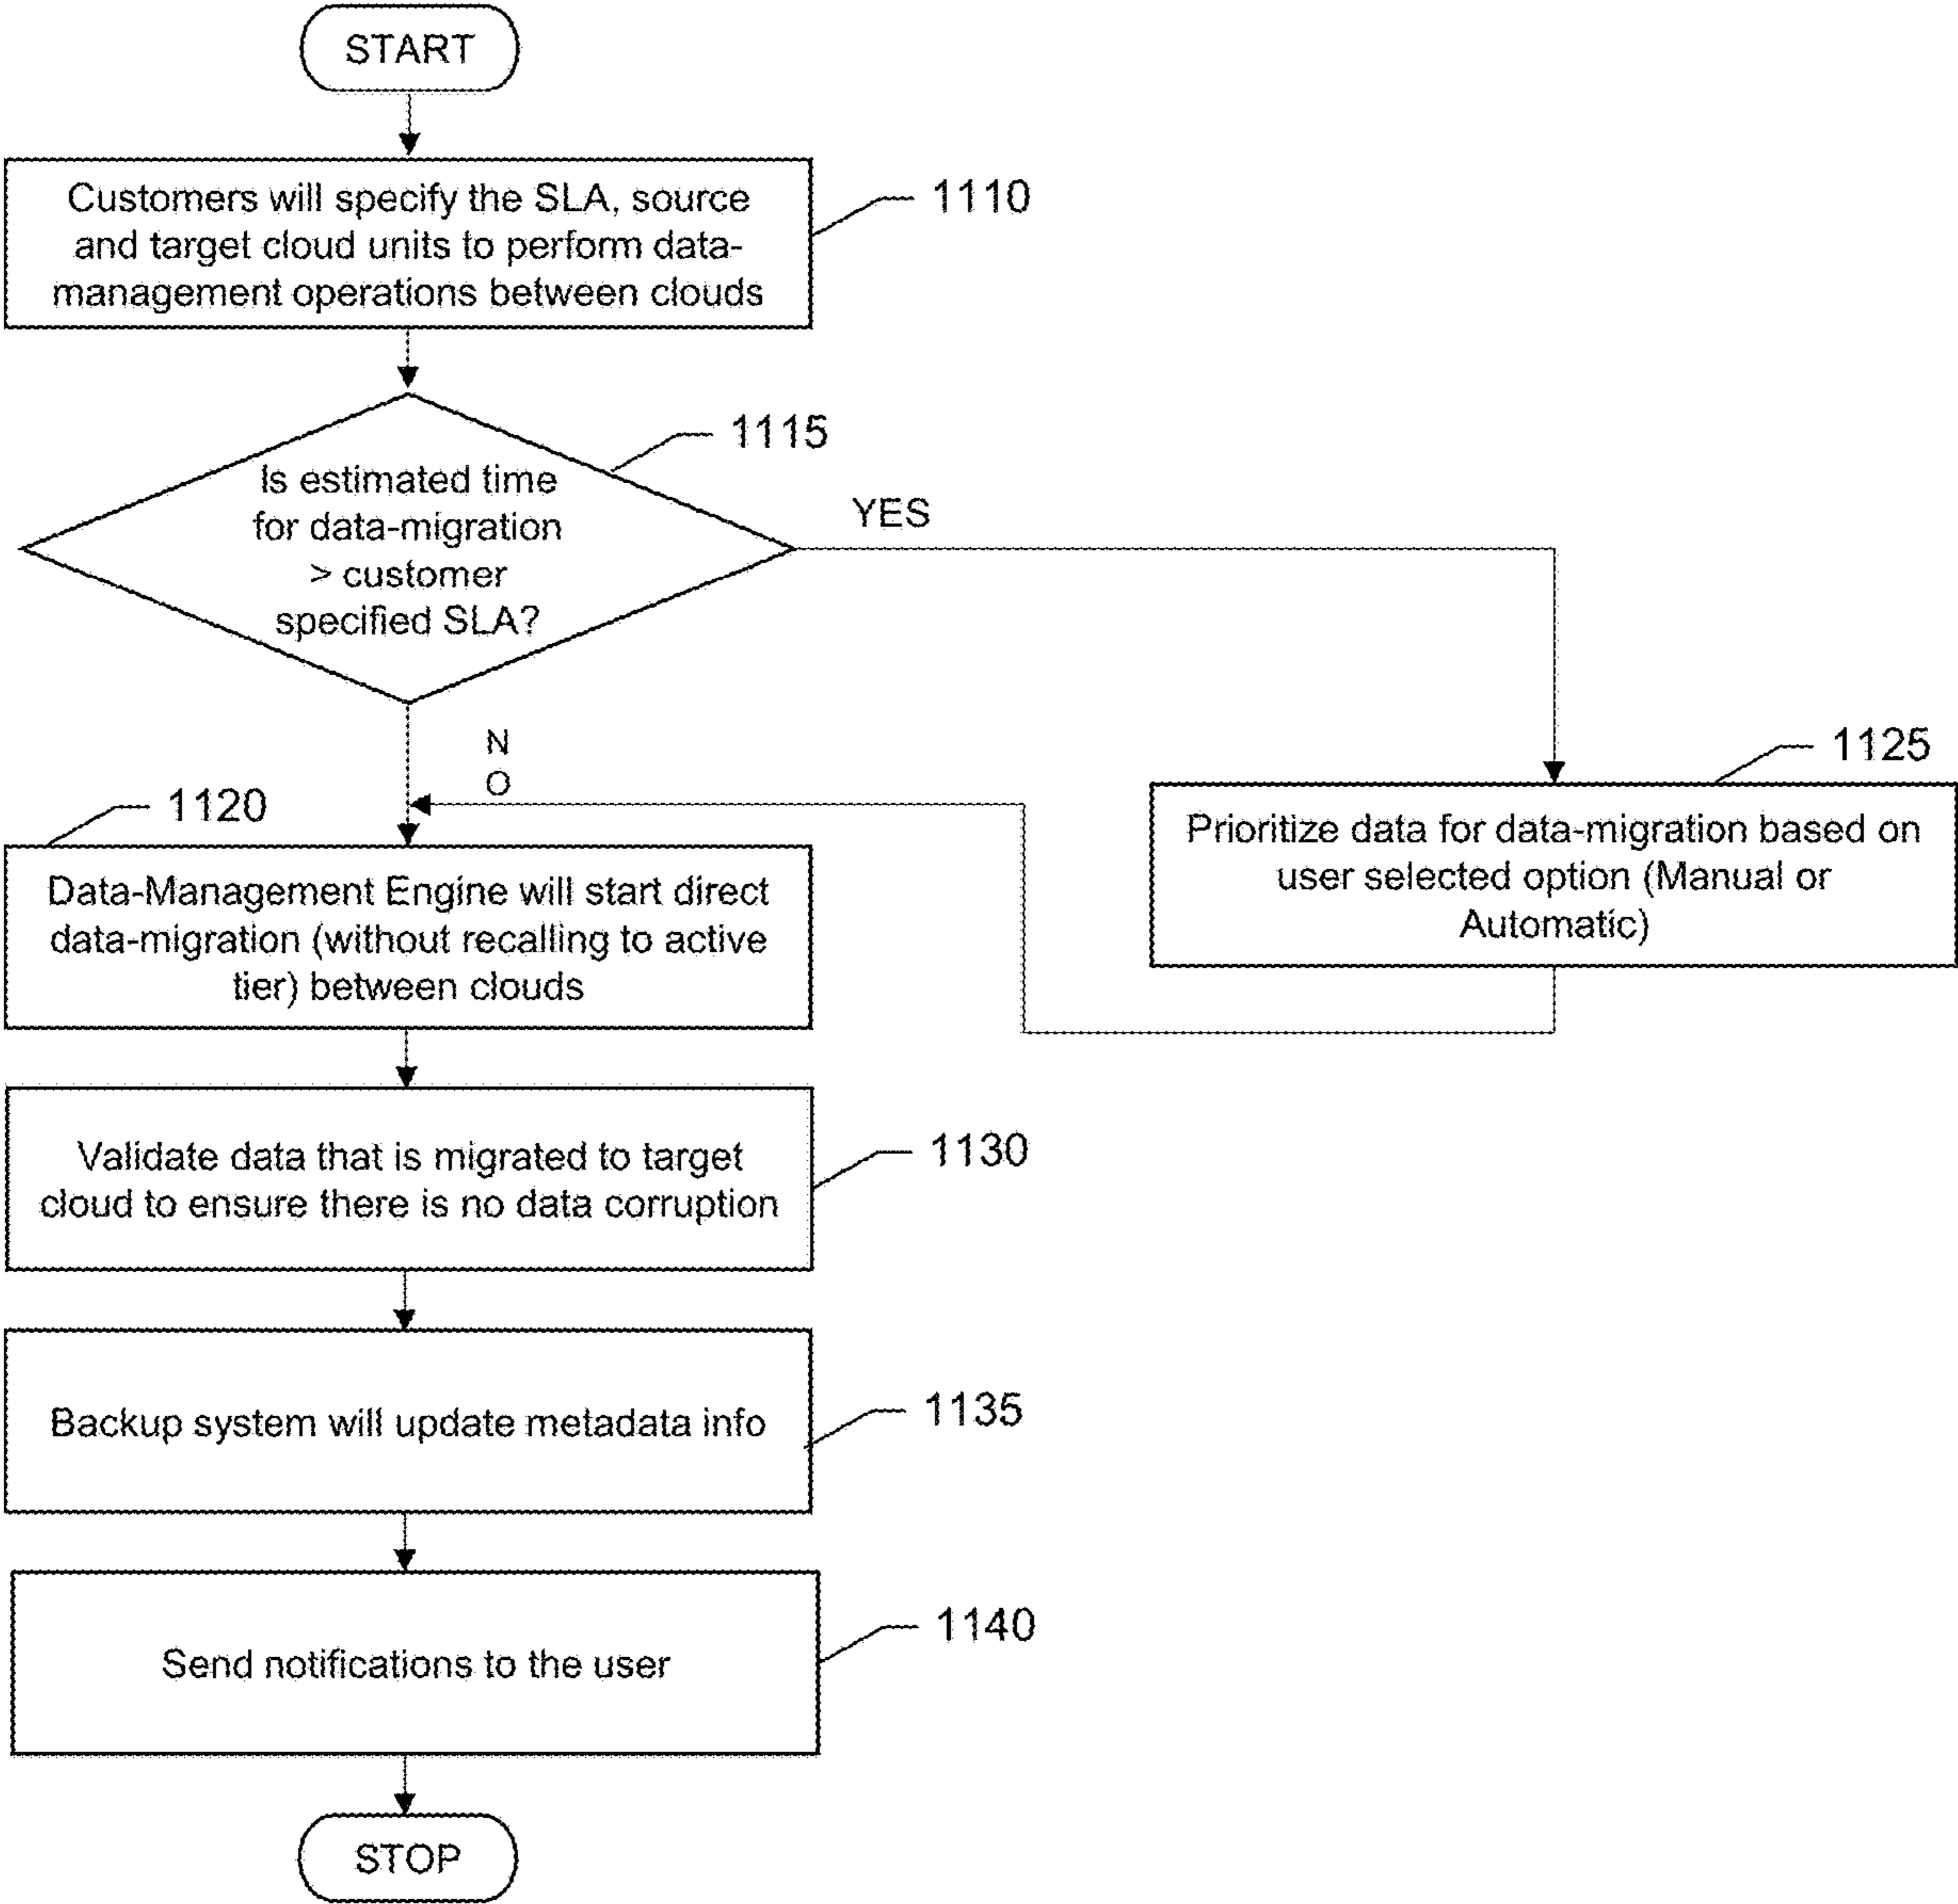 START
Customers will specify the SLA, source
and target cloud units to perform data-
management operations between clouds
1110
1115
Is estimated time
for data-migration
> customer
specified SLA?
YES
N
O
1125
Prioritize data for data-migration based on
user selected option (Manual or
Automatic)
1120
Data-Management Engine will start direct
data-migration (without recalling to active
tier) between clouds
Validate data that is migrated to target
cloud to ensure there is no data corruption
1130
Backup system will update metadata info
1135
Send notifications to the user
1140
STOP